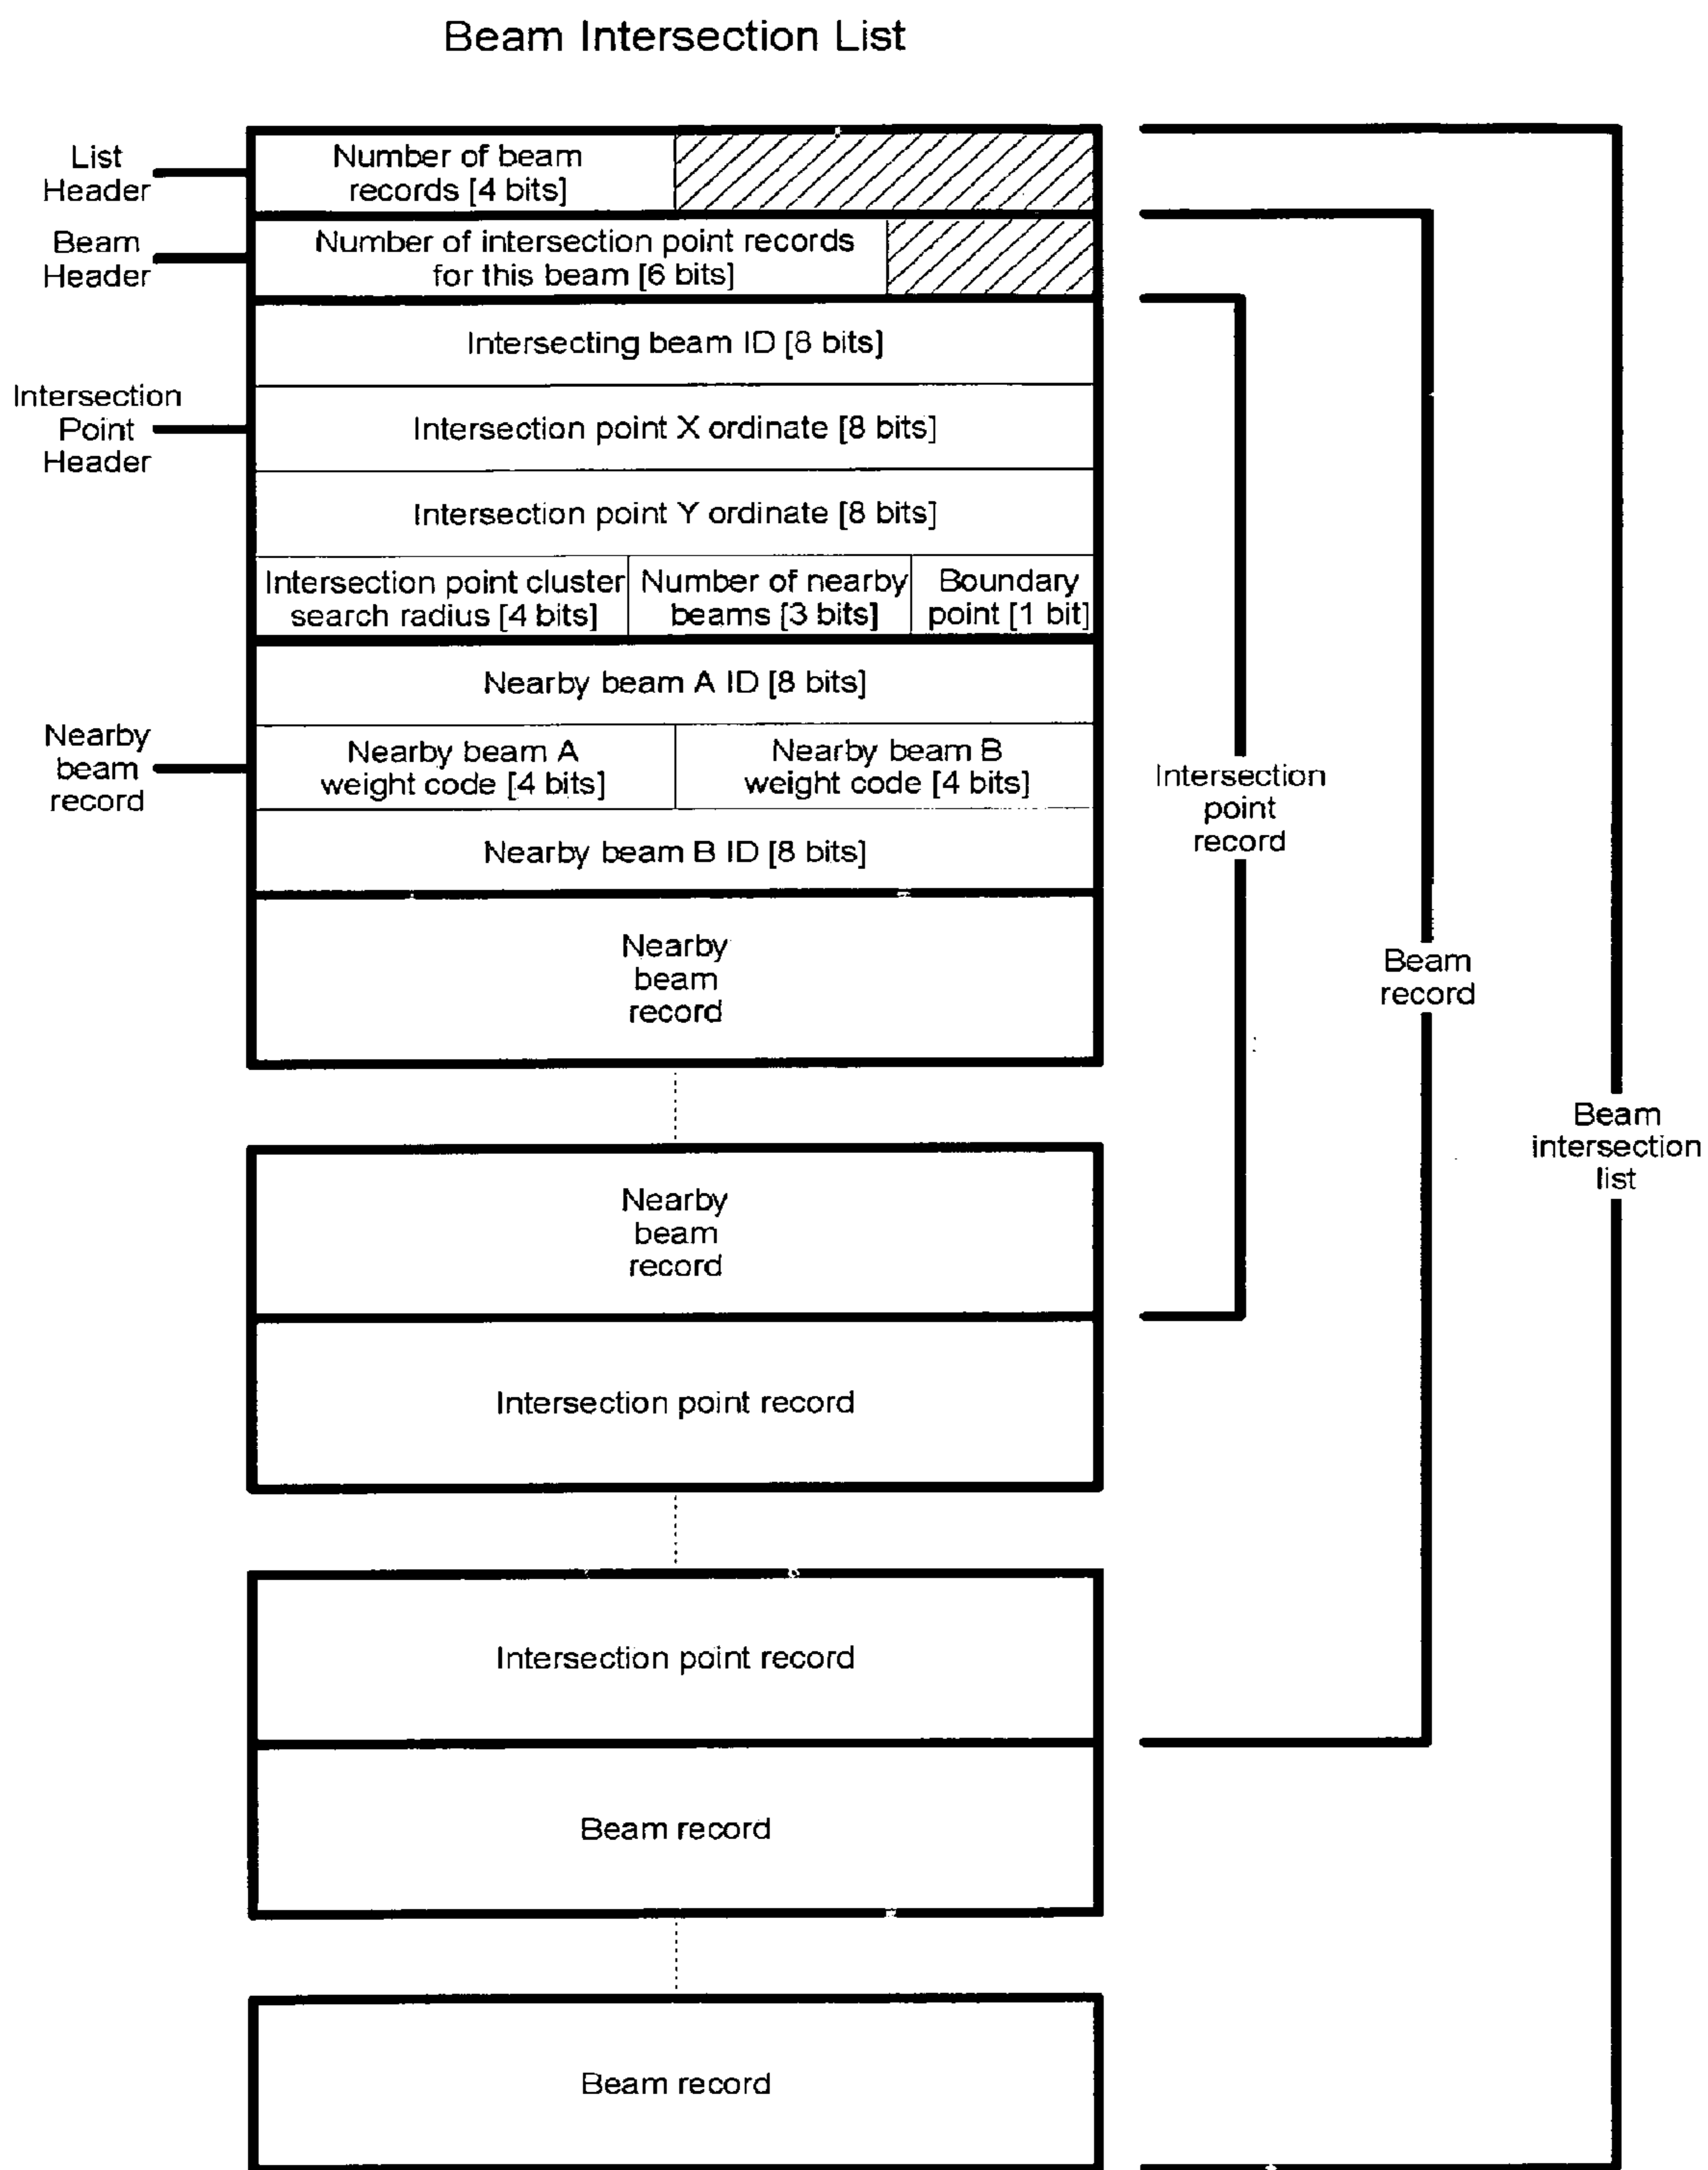 Beam Intersection List
List
Header
Number of beam
records [4 bits]
Beam
Header
Number of intersection point records
for this beam [6 bits]
Intersecting beam ID [8 bits]
Intersection
Point
Header
Intersection point X ordinate [8 bits]
Intersection point Y ordinate [8 bits]
Intersection point cluster
search radius [4 bits]
Number of nearby
beams [3 bits]
Boundary
point [1 bit]
Nearby beam A ID [8 bits]
Nearby
beam
record
Nearby beam A
weight code [4 bits]
Nearby beam B
weight code [4 bits]
Nearby beam B ID [8 bits]
Intersection
point
record
Nearby
beam
record
Beam
record
Beam
intersection
list
Nearby
beam
record
Intersection point record
Intersection point record
Beam record
Beam record